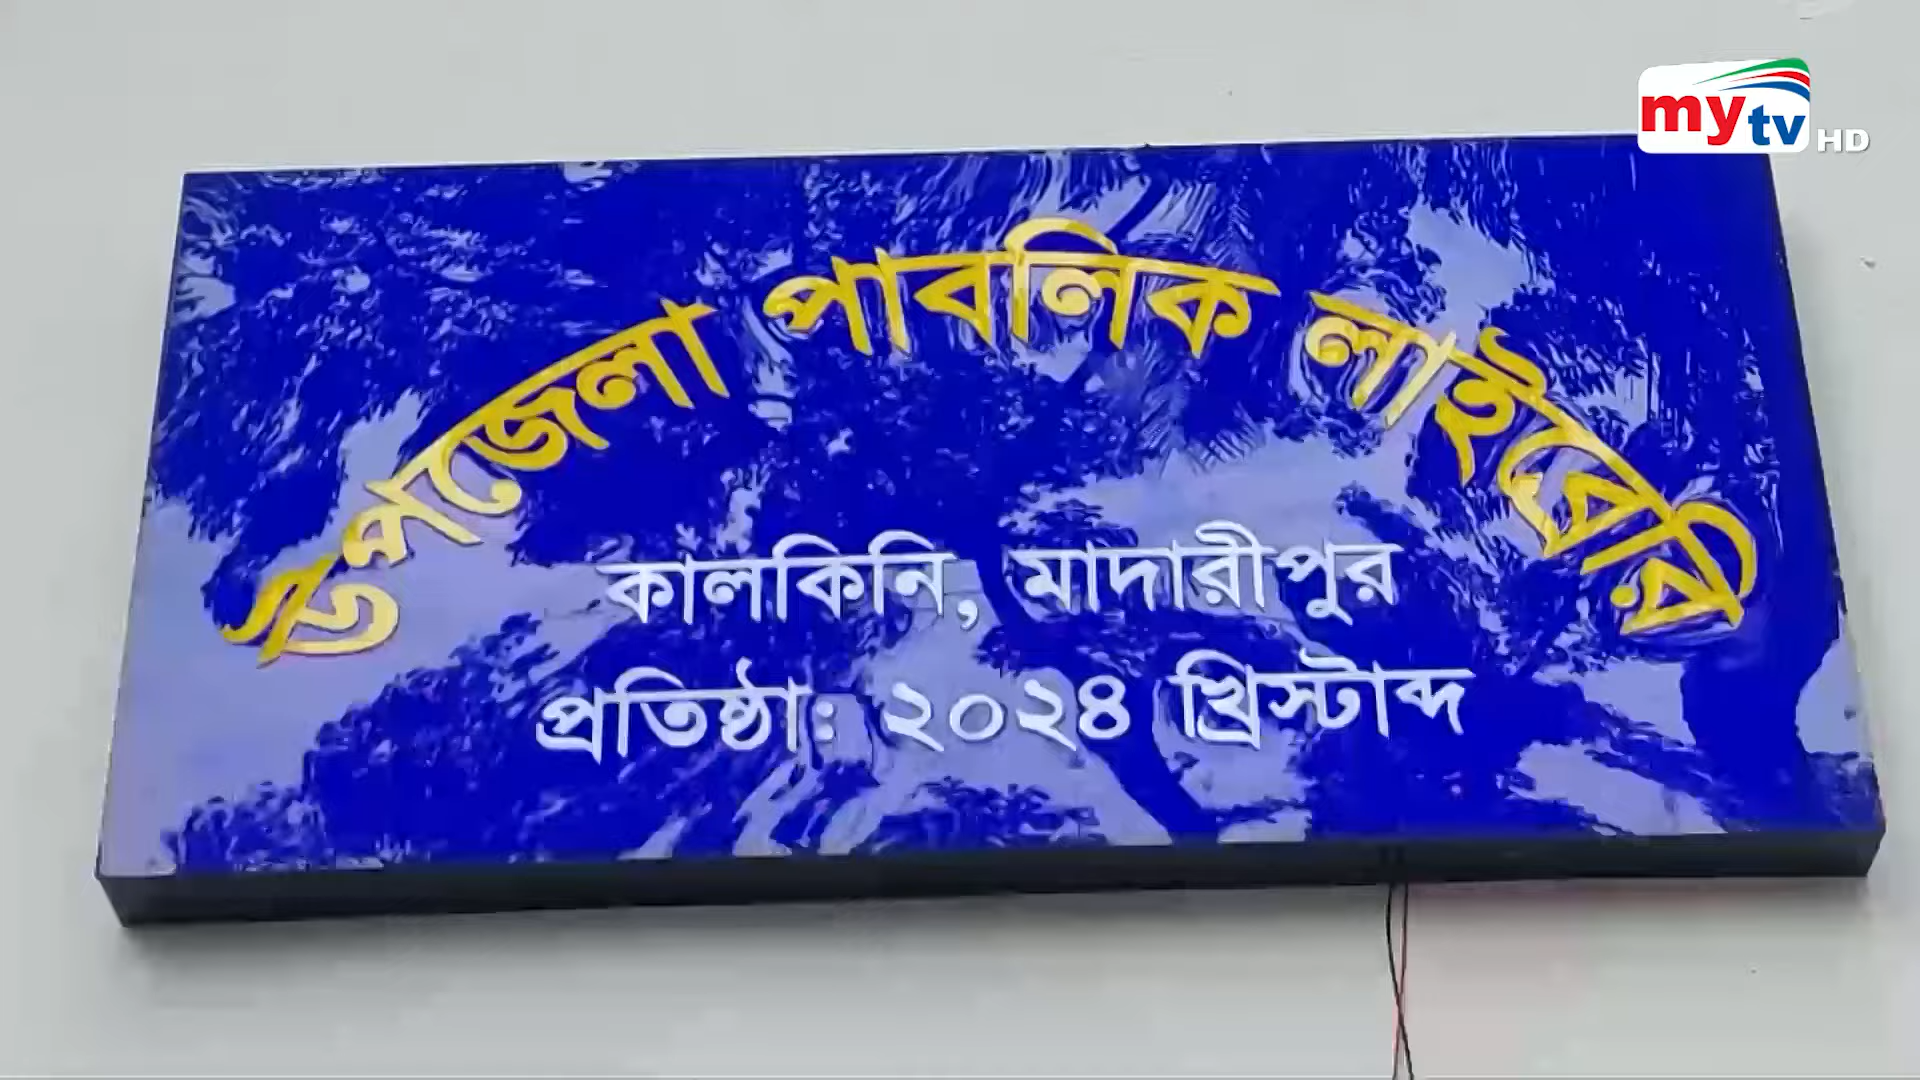 mytv HD
উপজেলা পাবলিক লাইব্রেরি
কালকিনি, মাদারীপুর
প্রতিষ্ঠা: ২০২৪ খ্রিস্টাব্দ